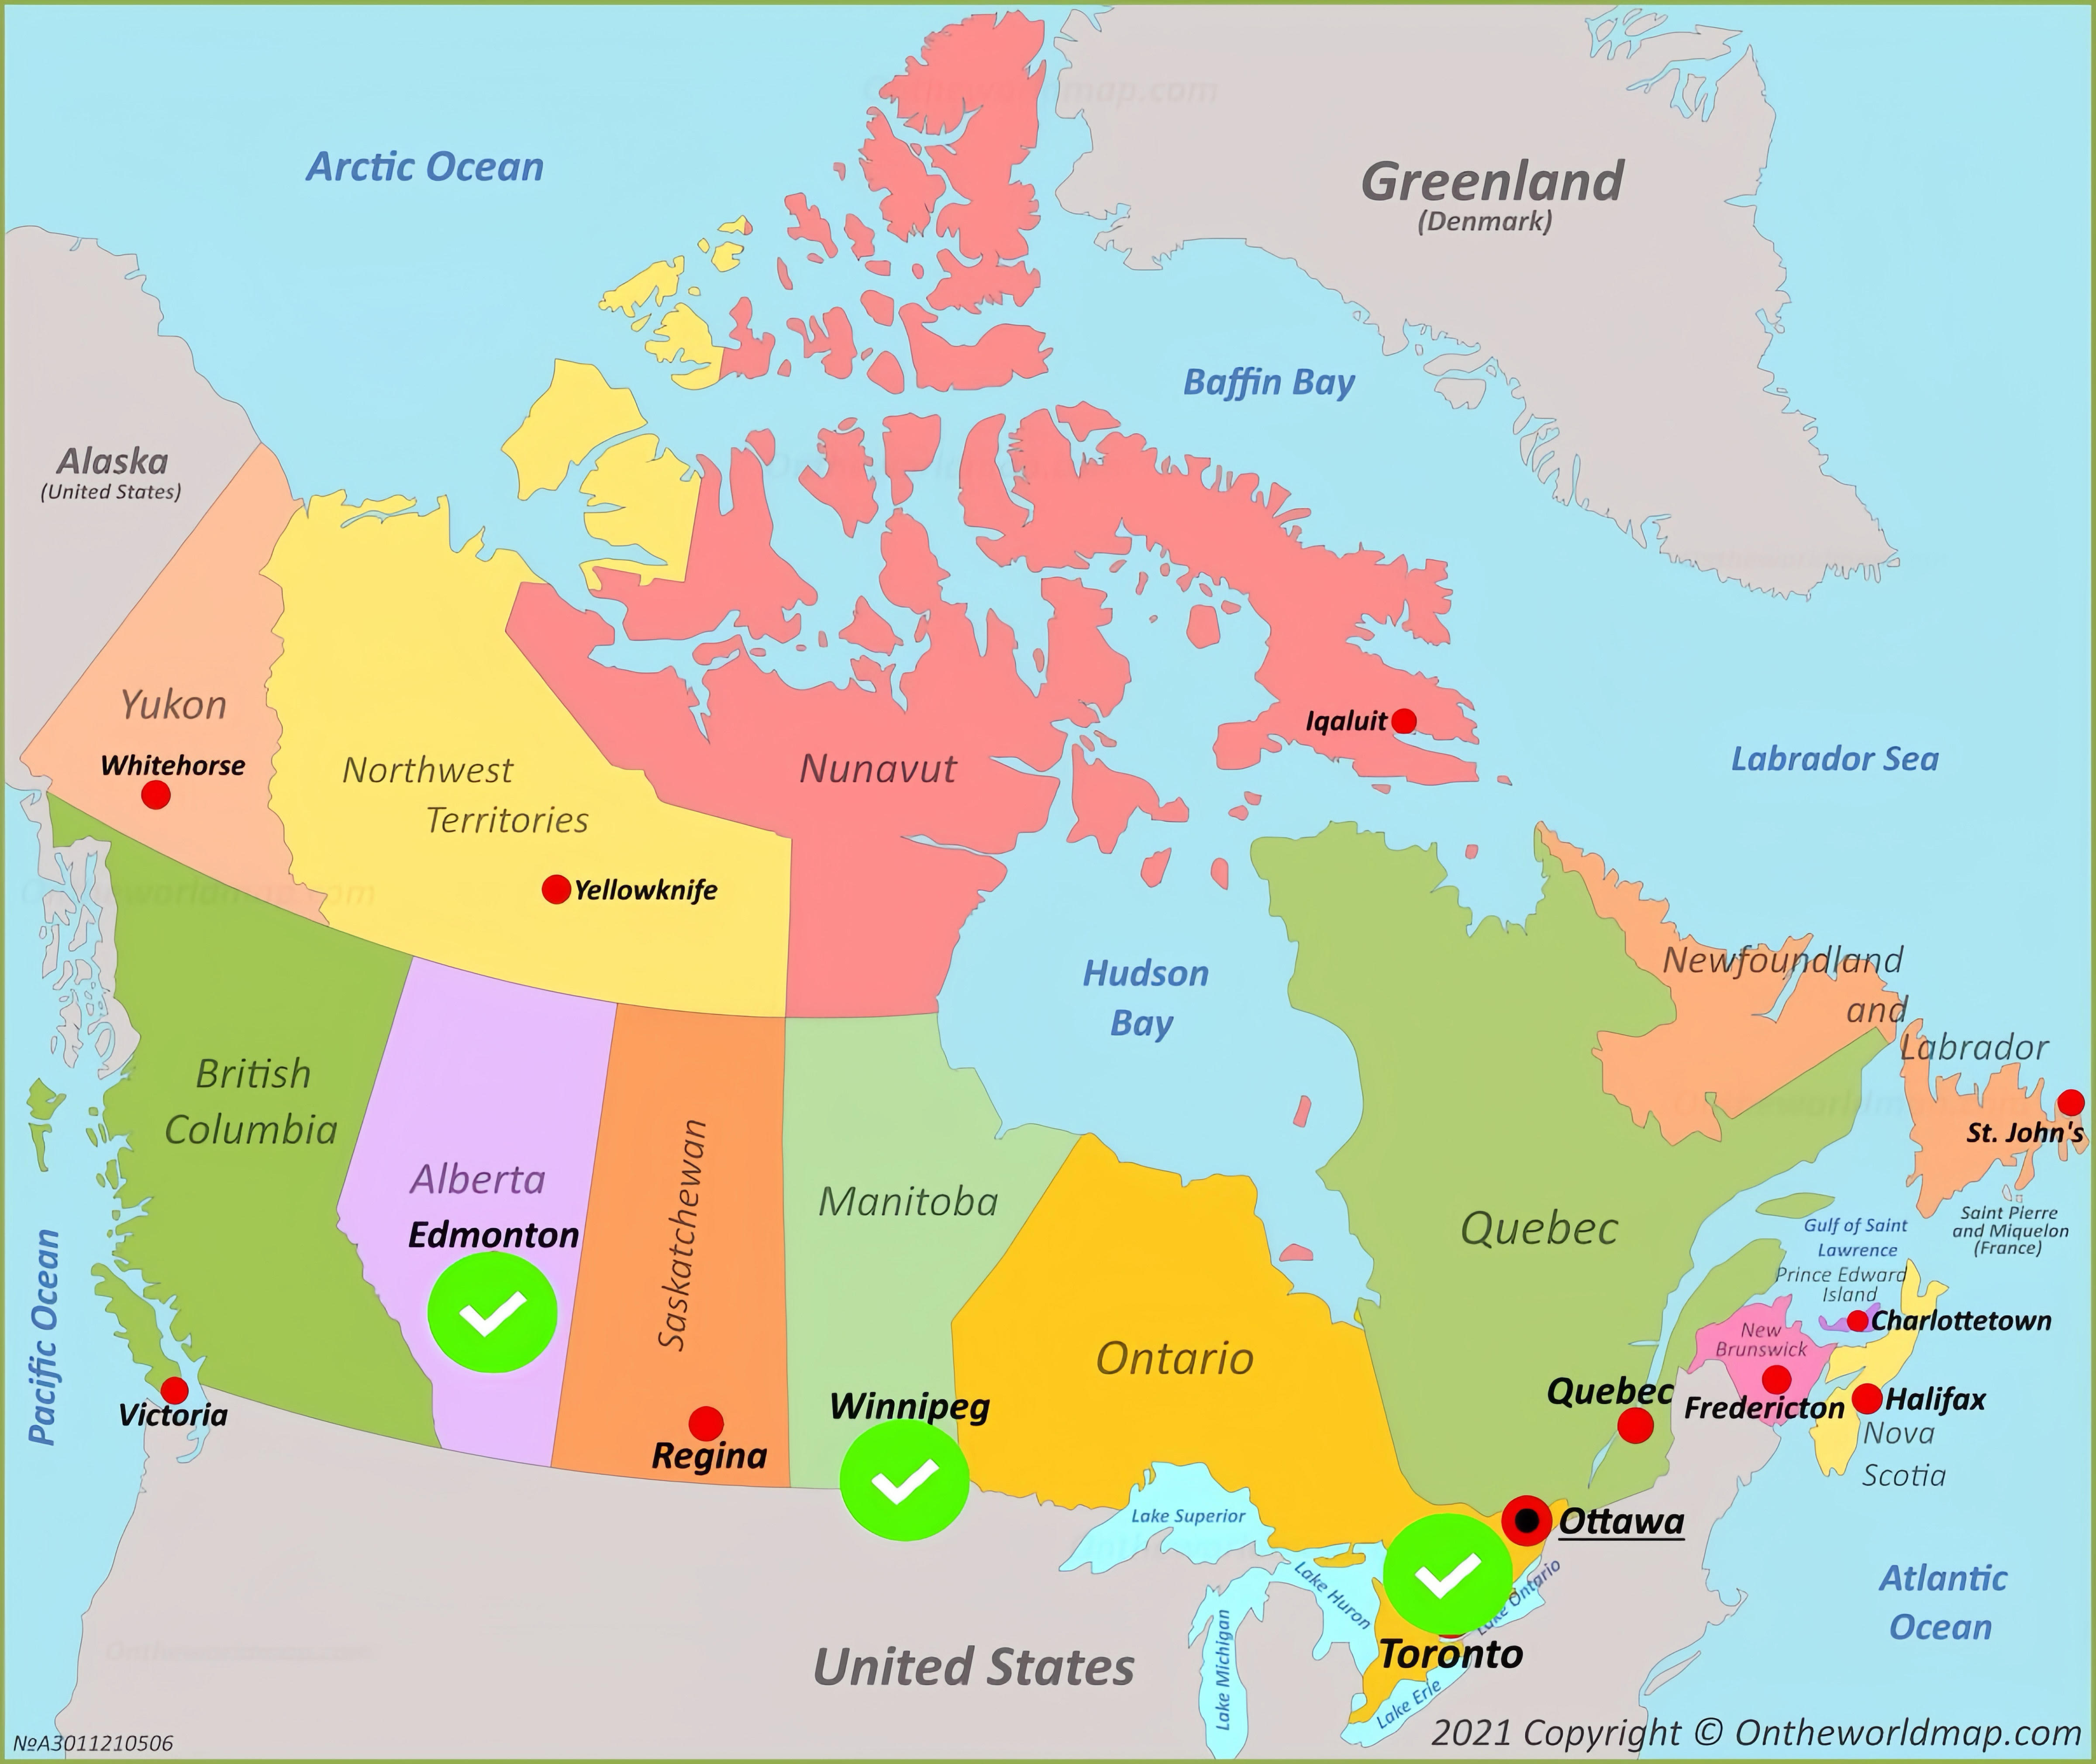 Arctic Ocean
Greenland
(Denmark)
Baffin Bay
Alaska
(United States)
Yukon
Whitehorse
Northwest
Territories
Yellowknife
Nunavut
Iqaluit
Labrador Sea
Hudson
Bay
Newfoundland
and
Labrador
St. John's
Saint Pierre
and Miquelon
(France)
British
Columbia
Alberta
Edmonton
Saskatchewan
Manitoba
Quebec
Gulf of Saint
Lawrence
Prince Edward
Island
Charlottetown
New
Brunswick
Fredericton
Halifax
Nova
Scotia
Pacific Ocean
Victoria
Regina
Winnipeg
Ontario
Quebec
Ottawa
Lake Superior
Lake Huron
Lake Ontario
Lake Michigan
Toronto
Lake Erie
United States
Atlantic
Ocean
№A3011210506
2021 Copyright © Ontheworldmap.com